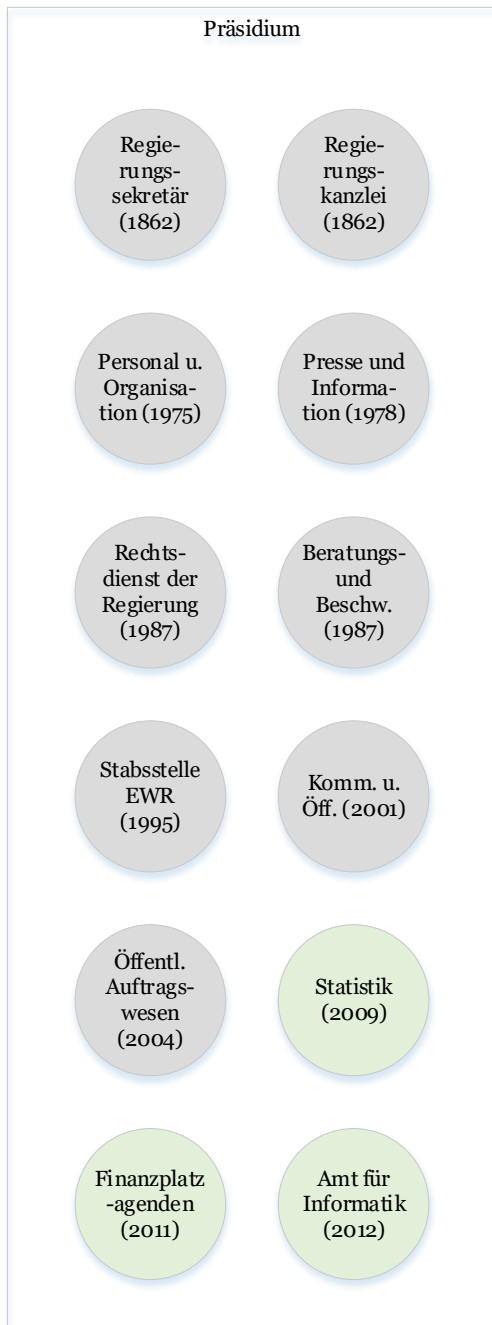 Präsidium
Regie-
rungs-
sekretär
(1862)
Regie-
rungs-
kanzlei
(1862)
Personal u.
Organisa-
tion (1975)
Presse und
Informa-
tion (1978)
Rechts-
dienst der
Regierung
(1987)
Beratungs-
und
Beschw.
(1987)
Stabsstelle
EWR
(1995)
Komm. u.
Öff. (2001)
Öffentl.
Auftrags-
wesen
(2004)
Statistik
(2009)
Finanzplatz
-agenden
(2011)
Amt für
Informatik
(2012)